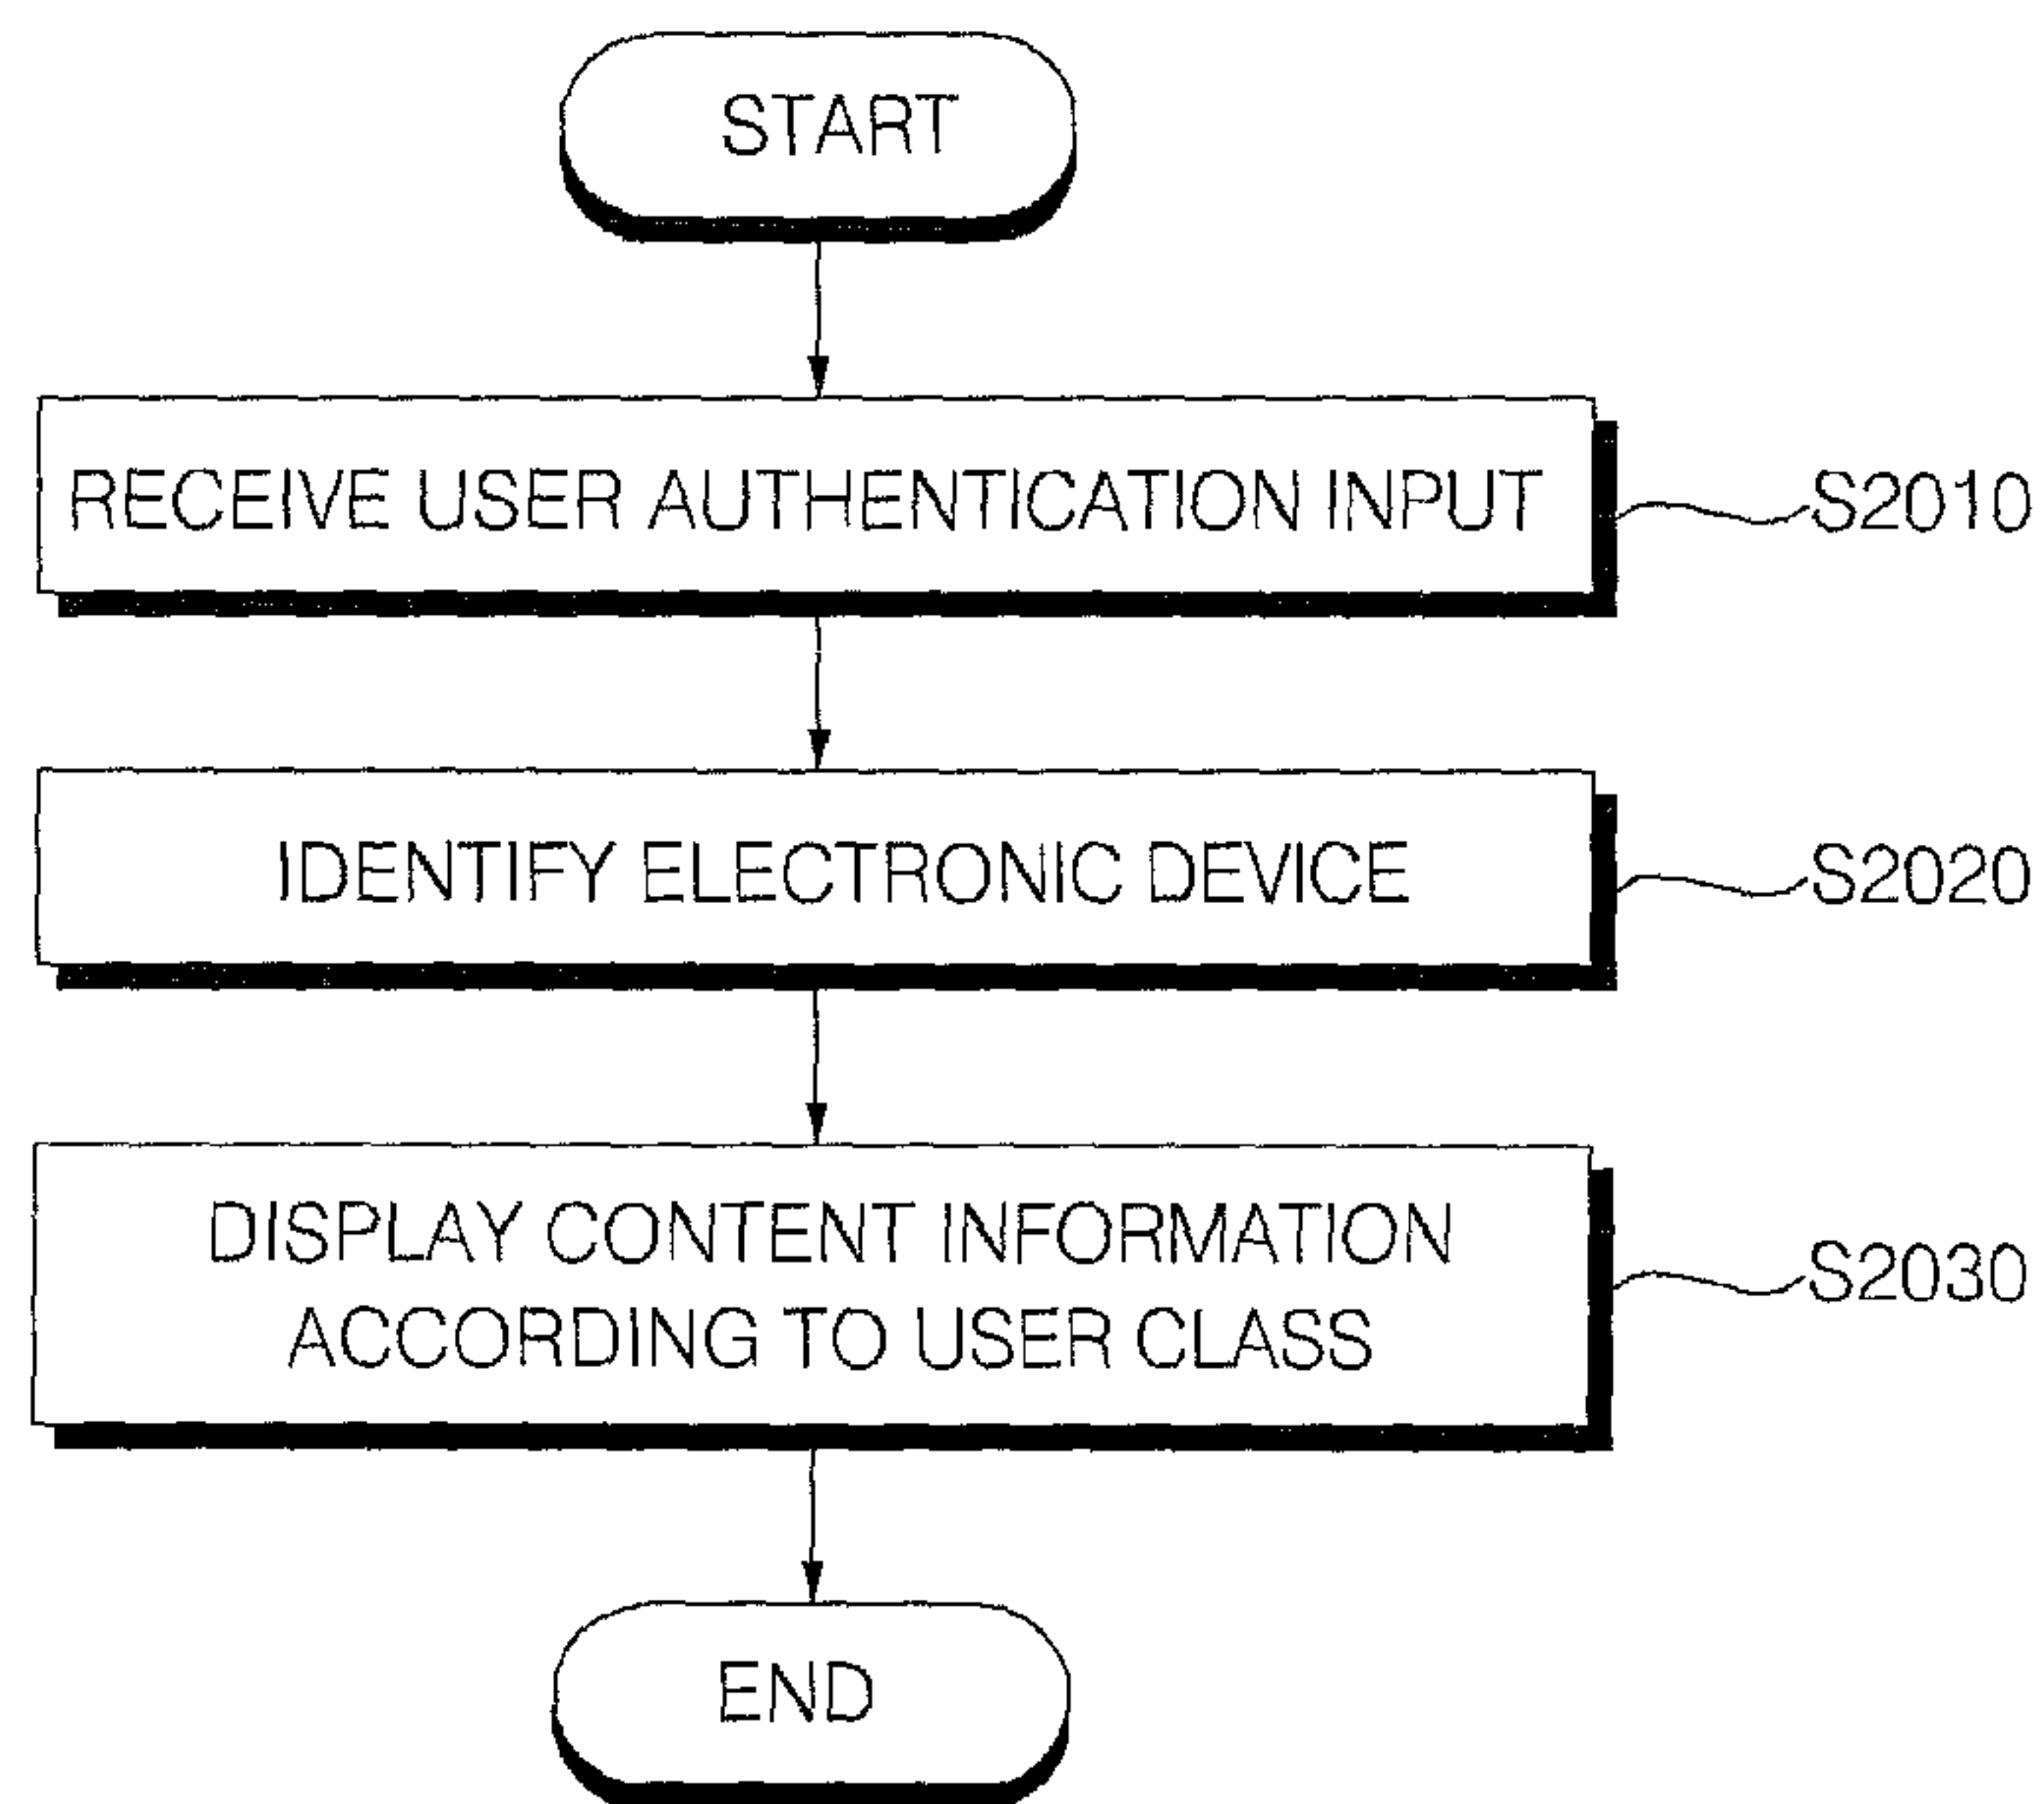 START
RECEIVE USER AUTHENTICATION INPUT
S2010
IDENTIFY ELECTRONIC DEVICE
S2020
DISPLAY CONTENT INFORMATION
ACCORDING TO USER CLASS
S2030
END